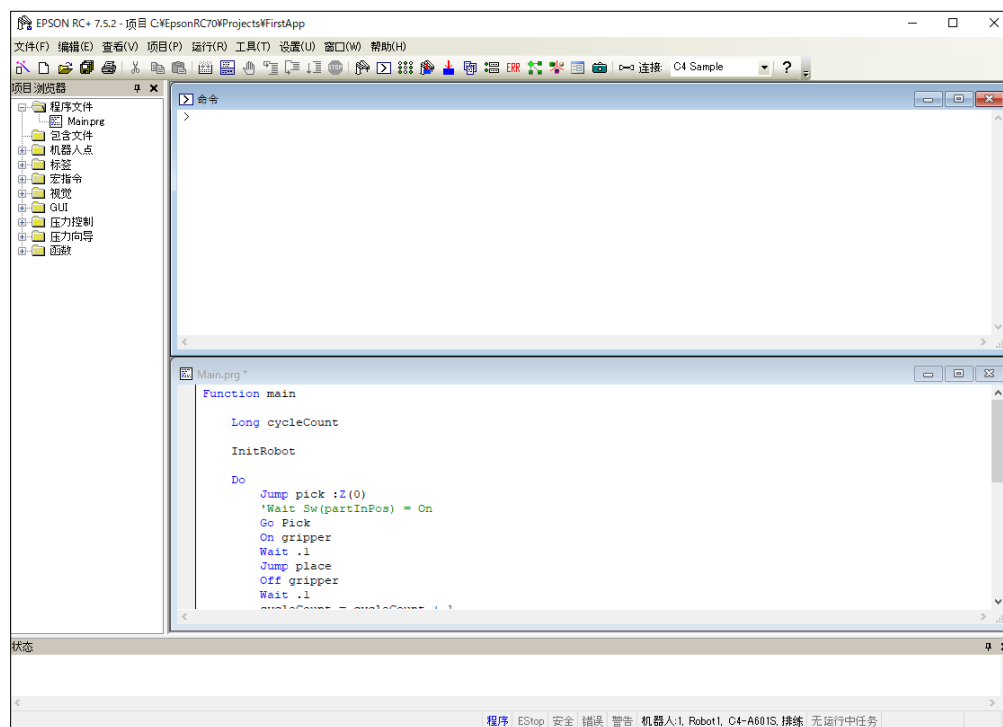 EPSON RC+ 7.5.2 - 项目 C:¥EpsonRC70¥Projects¥FirstApp
文件(F) 编辑(E) 查看(V) 项目(P) 运行(R) 工具(T) 设置(U) 窗口(W) 帮助(H)
ERR 连接: C4 Sample ?
项目浏览器
程序文件
Main.prg
包含文件
机器人点
标签
宏指令
视觉
GUI
压力控制
压力向导
函数
命令
>
Main.prg *
Function main
Long cycleCount
InitRobot
Do
Jump pick :Z(0)
'Wait Sw(partInPos) = On
Go Pick
On gripper
Wait .1
Jump place
Off gripper
Wait .1
cycleCount = cycleCount + 1
状态
程序 EStop 安全 错误 警告 机器人:1, Robot1, C4-A601S, 排练 无运行中任务